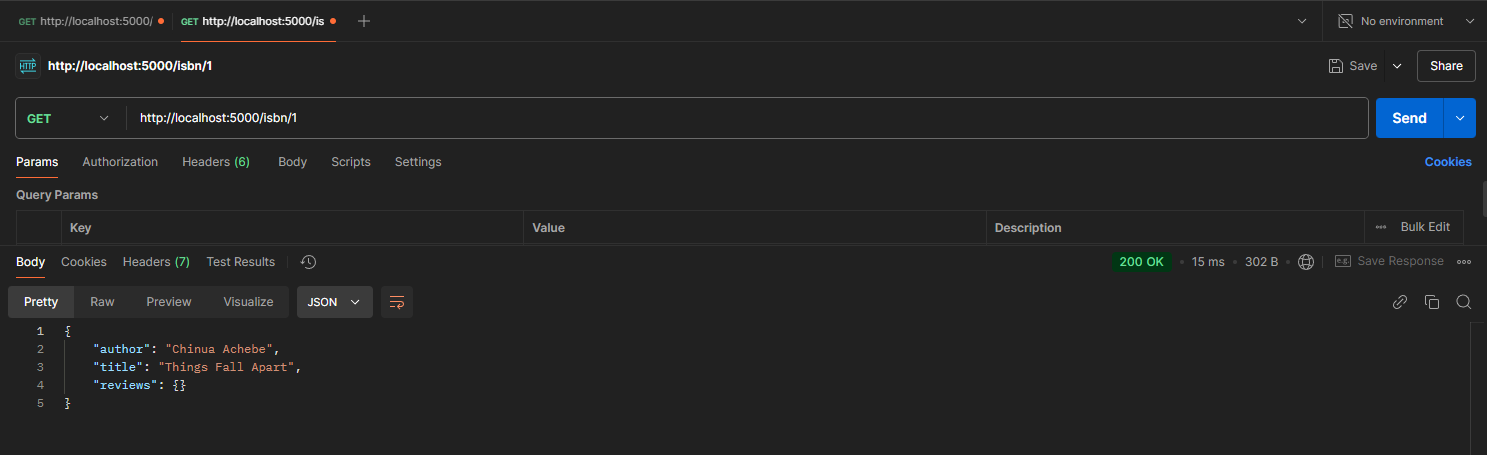 GET http://localhost:5000/ GET http://localhost:5000/is No environment
HTTP http://localhost:5000/isbn/1 Save Share
GET http://localhost:5000/isbn/1 Send
Params Authorization Headers (6) Body Scripts Settings Cookies
Query Params
Key Value Description Bulk Edit
Body Cookies Headers (7) Test Results 200 OK • 15 ms • 302 B • e.g. Save Response
Pretty Raw Preview Visualize JSON
1 {
2 "author": "Chinua Achebe",
3 "title": "Things Fall Apart",
4 "reviews": {}
5 }